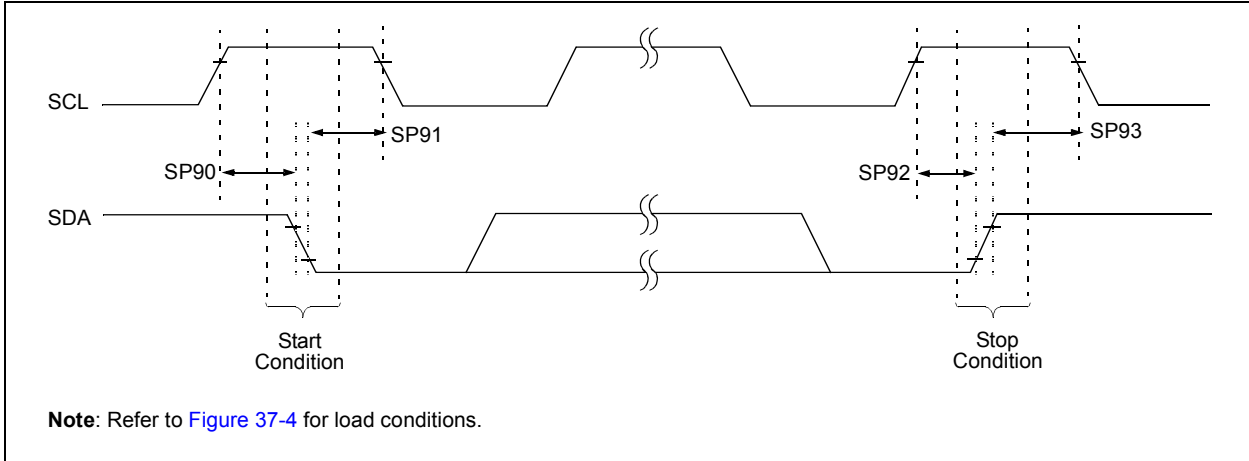 SCL
SP91
SP93
SP90
SP92
SDA
Start
Condition
Stop
Condition
Note: Refer to Figure 37-4 for load conditions.